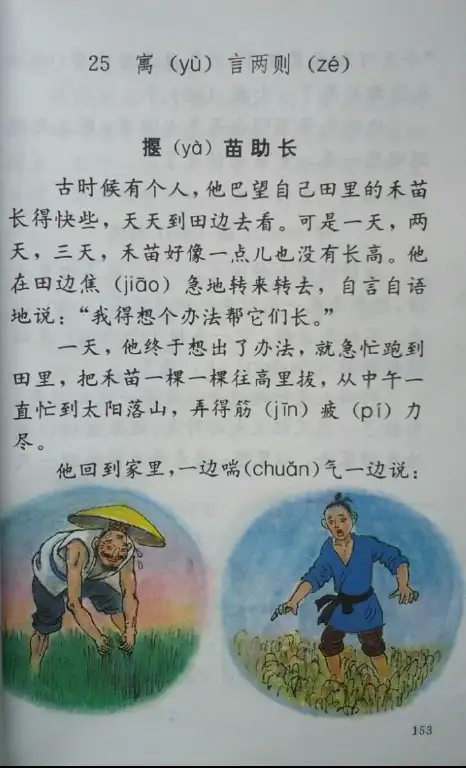 25 寓（yù）言两则（zé）
揠（yà）苗助长
古时候有个人，他巴望自己田里的禾苗
长得快些，天天到田边去看。可是一天，两
天，三天，禾苗好像一点儿也没有长高。他
在田边焦（jiāo）急地转来转去，自言自语
地说：“我得想个办法帮它们长。”
一天，他终于想出了办法，就急忙跑到
田里，把禾苗一棵一棵往高里拔，从中午一
直忙到太阳落山，弄得筋（jīn）疲（pí）力
尽。
他回到家里，一边喘（chuǎn）气一边说：
153